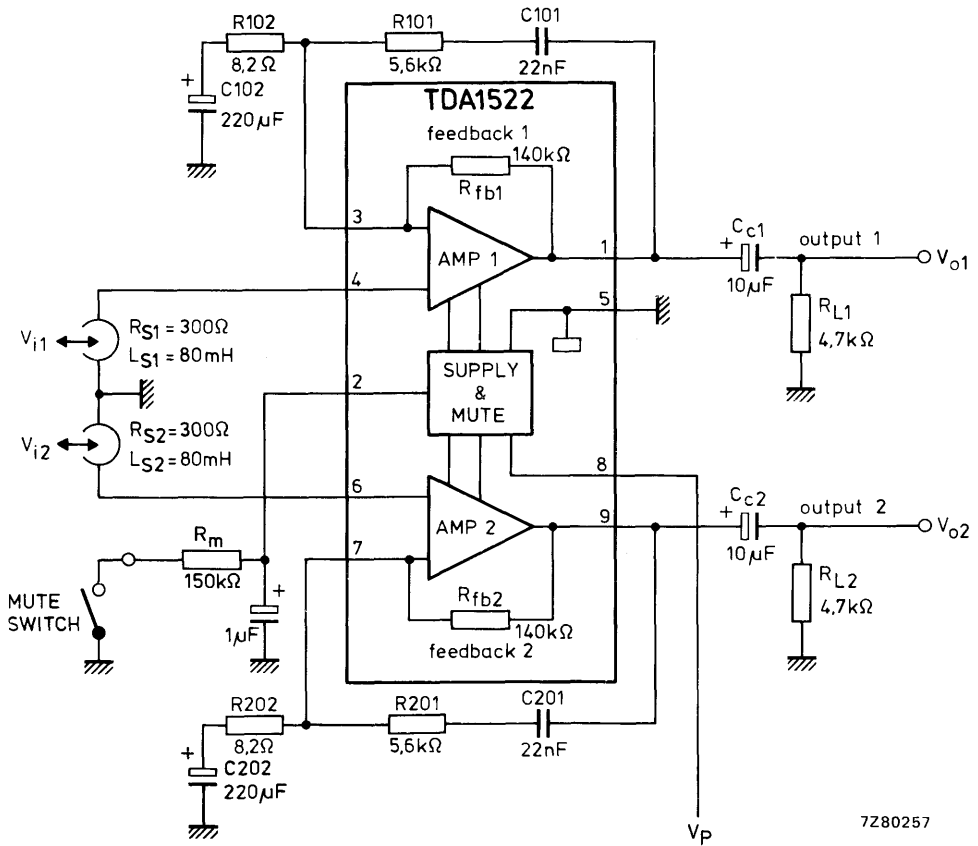 R102
8,2Ω
R101
5,6kΩ
C101
22nF
+
C102
220μF
TDA1522
feedback 1
140kΩ
Rfb1
3
AMP 1
1
+
Cc1
10μF
output 1
Vo1
4
5
RL1
4,7kΩ
Vi1
RS1 = 300Ω
LS1 = 80mH
2
SUPPLY
&
MUTE
Vi2
RS2 = 300Ω
LS2 = 80mH
8
6
AMP 2
9
+
Cc2
10μF
output 2
Vo2
7
Rm
150kΩ
Rfb2
140kΩ
feedback 2
RL2
4,7kΩ
MUTE
SWITCH
+
1μF
R202
8,2Ω
R201
5,6kΩ
C201
22nF
+
C202
220μF
VP
7Z80257